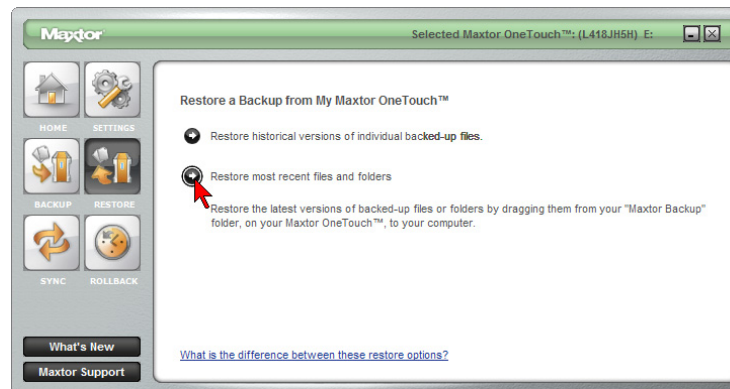 Maxtor
Selected Maxtor OneTouch™: (L418JH5H) E:
HOME SETTINGS
BACKUP RESTORE
SYNC ROLLBACK
What's New
Maxtor Support
Restore a Backup from My Maxtor OneTouch™
Restore historical versions of individual backed-up files.
Restore most recent files and folders
Restore the latest versions of backed-up files or folders by dragging them from your "Maxtor Backup"
folder, on your Maxtor OneTouch™, to your computer.
What is the difference between these restore options?